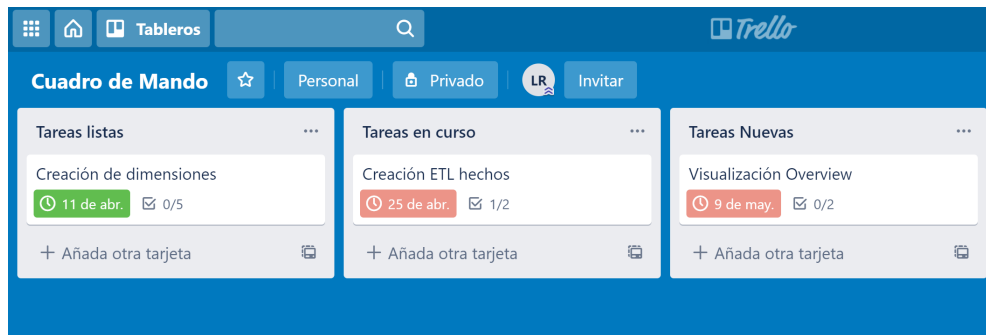 Tableros
Trello
Cuadro de Mando
Personal
Privado
LR
Invitar
Tareas listas
Creación de dimensiones
11 de abr.
0/5
Añada otra tarjeta
Tareas en curso
Creación ETL hechos
25 de abr.
1/2
Añada otra tarjeta
Tareas Nuevas
Visualización Overview
9 de may.
0/2
Añada otra tarjeta